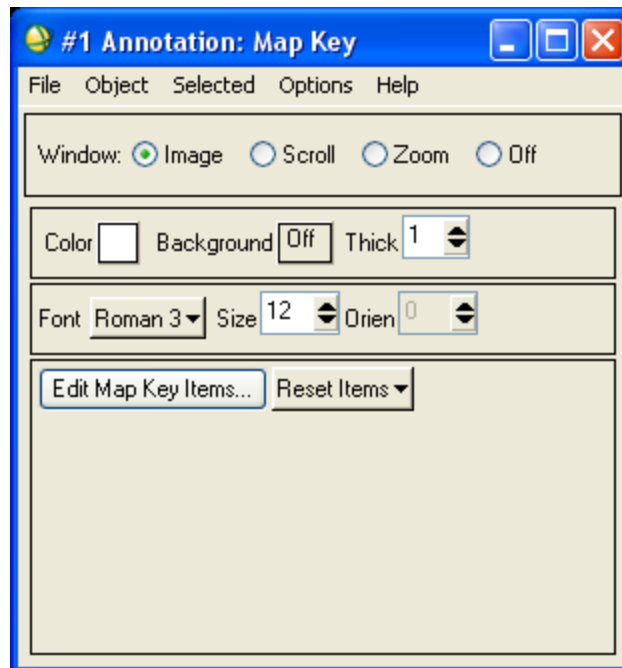 #1 Annotation: Map Key
File Object Selected Options Help
Window: Image Scroll Zoom Off
Color Background Off Thick 1
Font Roman 3 Size 12 Orien 0
Edit Map Key Items... Reset Items